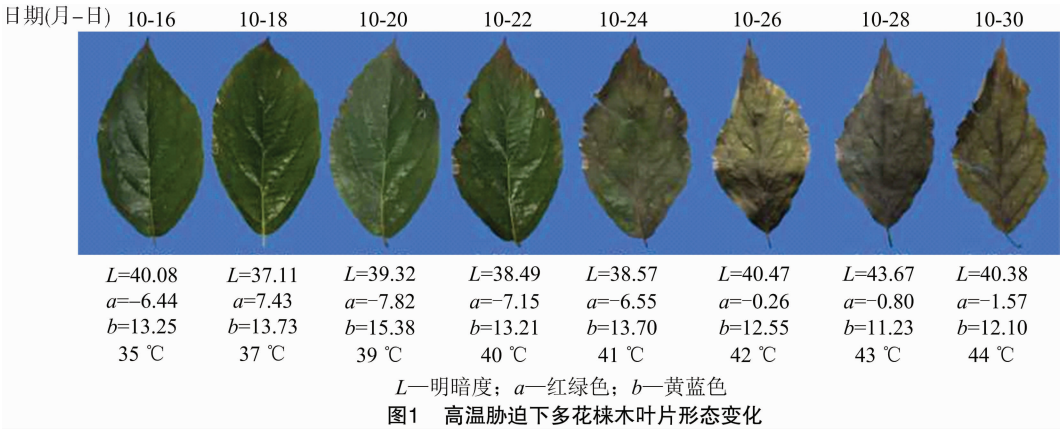 日期(月-日) 10-16 10-18 10-20 10-22 10-24 10-26 10-28 10-30
L=40.08 L=37.11 L=39.32 L=38.49 L=38.57 L=40.47 L=43.67 L=40.38
a=-6.44 a=7.43 a=-7.82 a=-7.15 a=-6.55 a=-0.26 a=-0.80 a=-1.57
b=13.25 b=13.73 b=15.38 b=13.21 b=13.70 b=12.55 b=11.23 b=12.10
35 ℃ 37 ℃ 39 ℃ 40 ℃ 41 ℃ 42 ℃ 43 ℃ 44 ℃
L—明暗度；a—红绿色；b—黄蓝色
图1 高温胁迫下多花梾木叶片形态变化